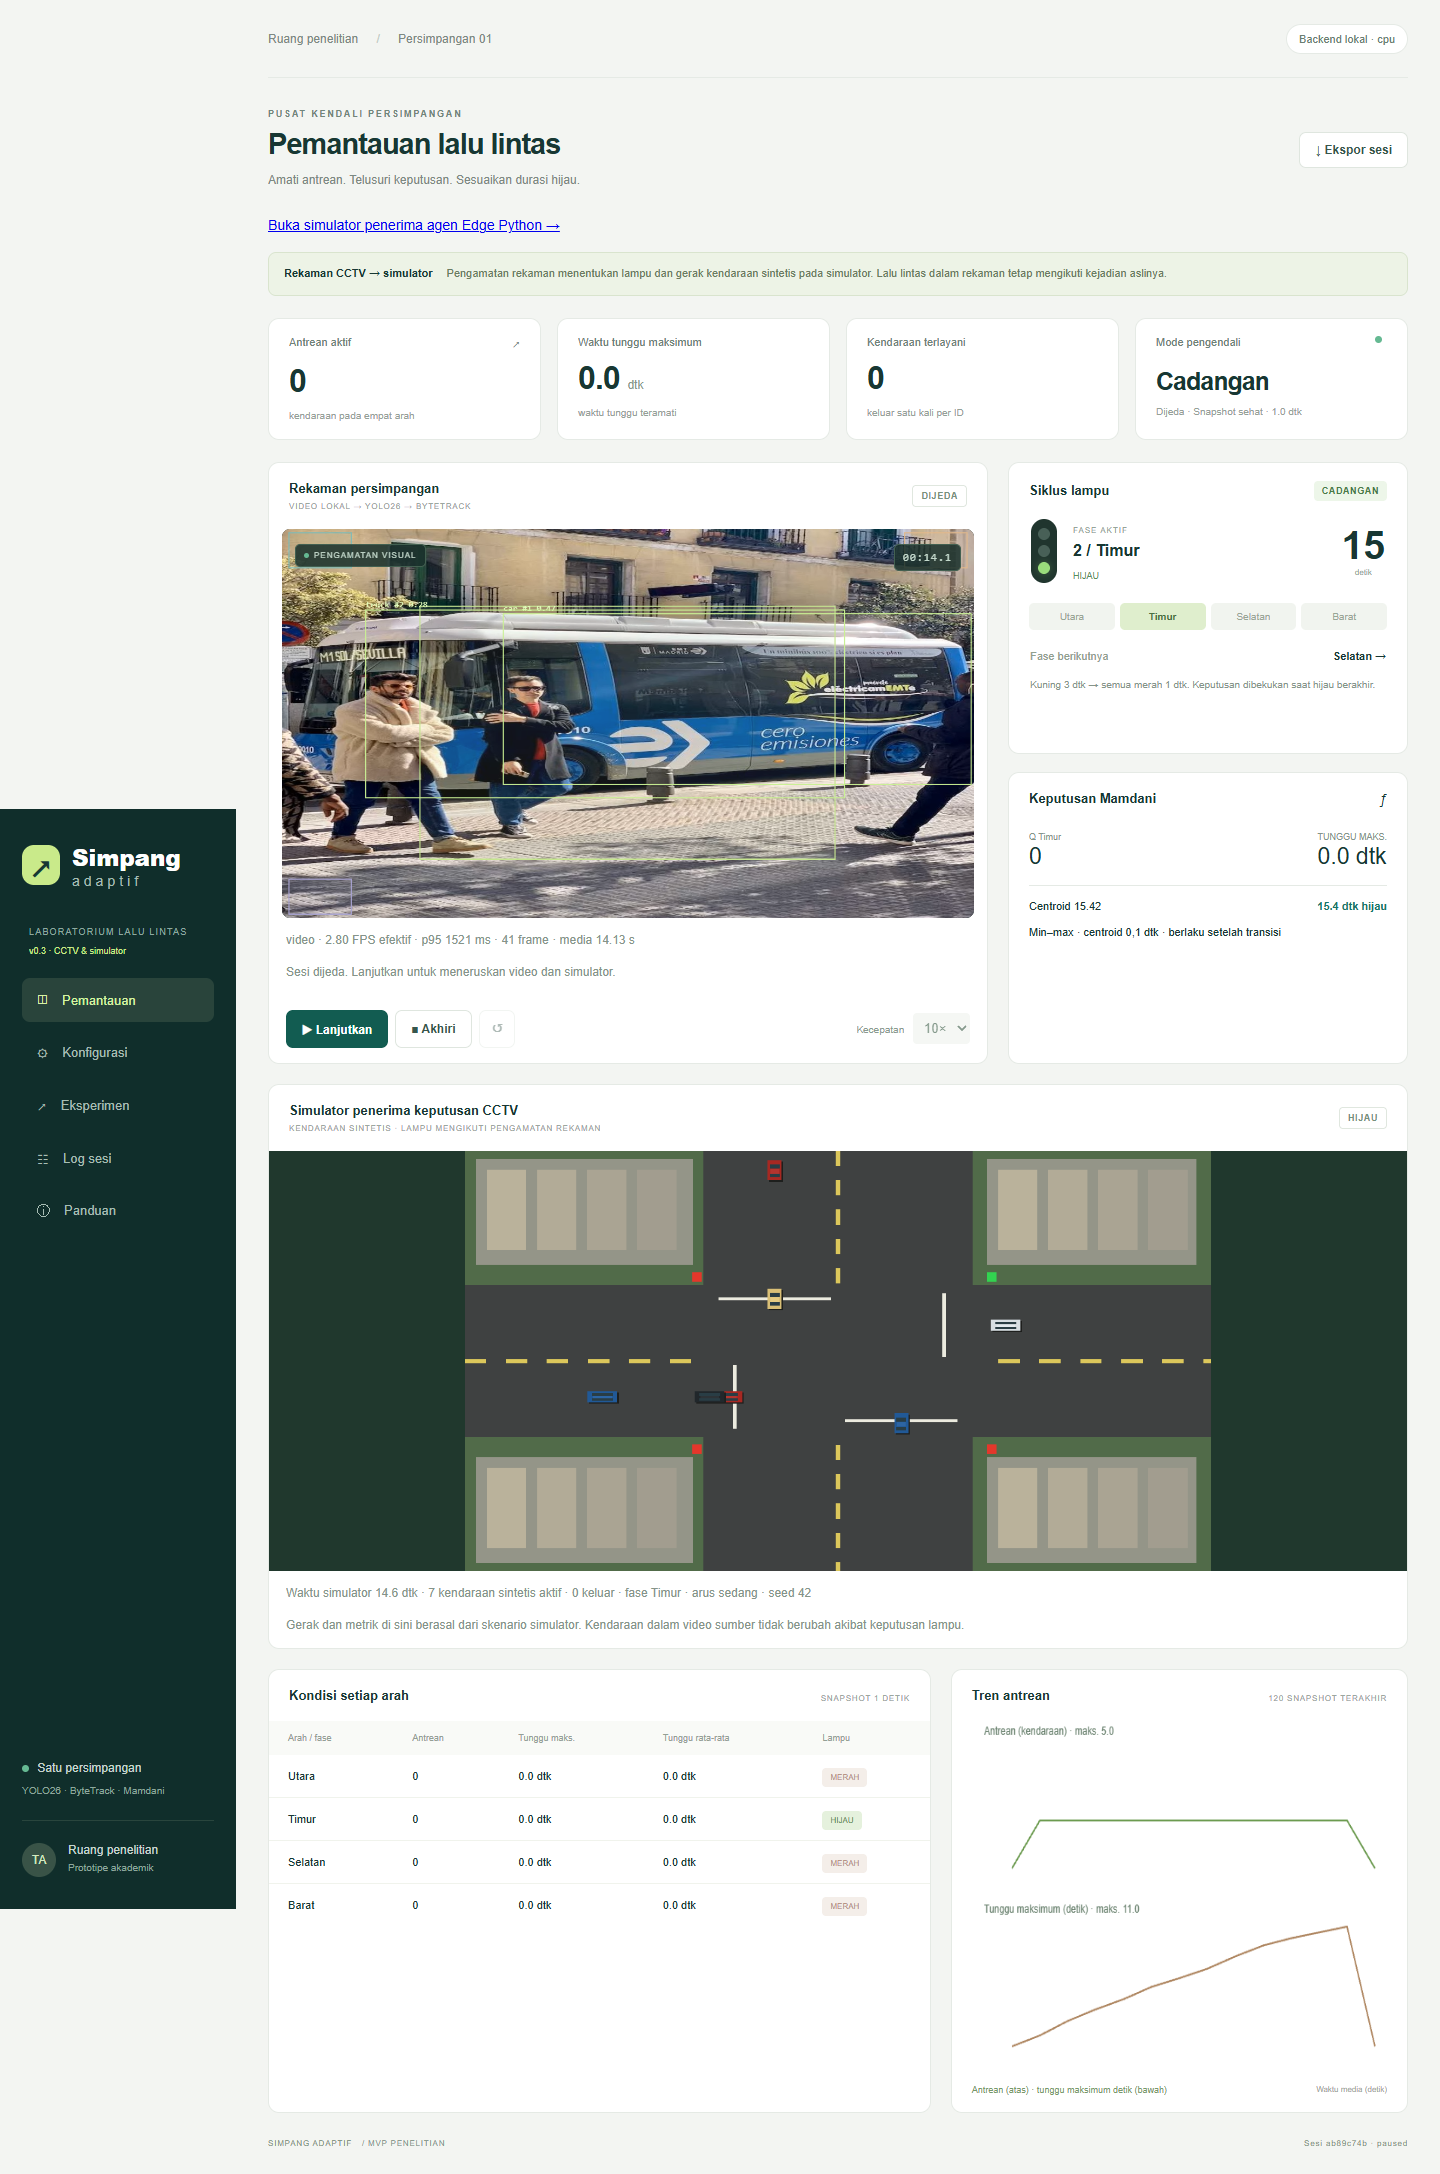 Ruang penelitian / Persimpangan 01
Backend lokal · cpu
PUSAT KENDALI PERSIMPANGAN
Pemantauan lalu lintas
↓ Ekspor sesi
Amati antrean. Telusuri keputusan. Sesuaikan durasi hijau.
Buka simulator penerima agen Edge Python →
Rekaman CCTV → simulator Pengamatan rekaman menentukan lampu dan gerak kendaraan sintetis pada simulator. Lalu lintas dalam rekaman tetap mengikuti kejadian aslinya.
Antrean aktif ↗
0
kendaraan pada empat arah
Waktu tunggu maksimum
0.0 dtk
waktu tunggu teramati
Kendaraan terlayani
0
keluar satu kali per ID
Mode pengendali
Cadangan
Dijeda · Snapshot sehat · 1.0 dtk
Rekaman persimpangan
VIDEO LOKAL → YOLO26 → BYTETRACK
DIJEDA
PENGAMATAN VISUAL
00:14.1
MADRID
eléctricamEMTe
cero
emisiones
video · 2.80 FPS efektif · p95 1521 ms · 41 frame · media 14.13 s
Sesi dijeda. Lanjutkan untuk meneruskan video dan simulator.
▶ Lanjutkan
■ Akhiri
↺
Kecepatan 10×
Siklus lampu
CADANGAN
FASE AKTIF
2 / Timur
HIJAU
15
detik
Utara Timur Selatan Barat
Fase berikutnya Selatan →
Kuning 3 dtk → semua merah 1 dtk. Keputusan dibekukan saat hijau berakhir.
Keputusan Mamdani ƒ
Q Timur TUNGGU MAKS.
0 0.0 dtk
Centroid 15.42 15.4 dtk hijau
Min–max · centroid 0,1 dtk · berlaku setelah transisi
Simpang
adaptif
LABORATORIUM LALU LINTAS
v0.3 · CCTV & simulator
Pemantauan
Konfigurasi
Eksperimen
Log sesi
Panduan
Satu persimpangan
YOLO26 · ByteTrack · Mamdani
TA
Ruang penelitian
Prototipe akademik
Simulator penerima keputusan CCTV
KENDARAAN SINTETIS · LAMPU MENGIKUTI PENGAMATAN REKAMAN
HIJAU
Waktu simulator 14.6 dtk · 7 kendaraan sintetis aktif · 0 keluar · fase Timur · arus sedang · seed 42
Gerak dan metrik di sini berasal dari skenario simulator. Kendaraan dalam video sumber tidak berubah akibat keputusan lampu.
Kondisi setiap arah SNAPSHOT 1 DETIK
Arah / fase Antrean Tunggu maks. Tunggu rata-rata Lampu
Utara 0 0.0 dtk 0.0 dtk MERAH
Timur 0 0.0 dtk 0.0 dtk HIJAU
Selatan 0 0.0 dtk 0.0 dtk MERAH
Barat 0 0.0 dtk 0.0 dtk MERAH
Tren antrean 120 SNAPSHOT TERAKHIR
Antrean (kendaraan) · maks. 5.0
Tunggu maksimum (detik) · maks. 11.0
Antrean (atas) · tunggu maksimum detik (bawah) Waktu media (detik)
SIMPANG ADAPTIF / MVP PENELITIAN
Sesi ab89c74b · paused